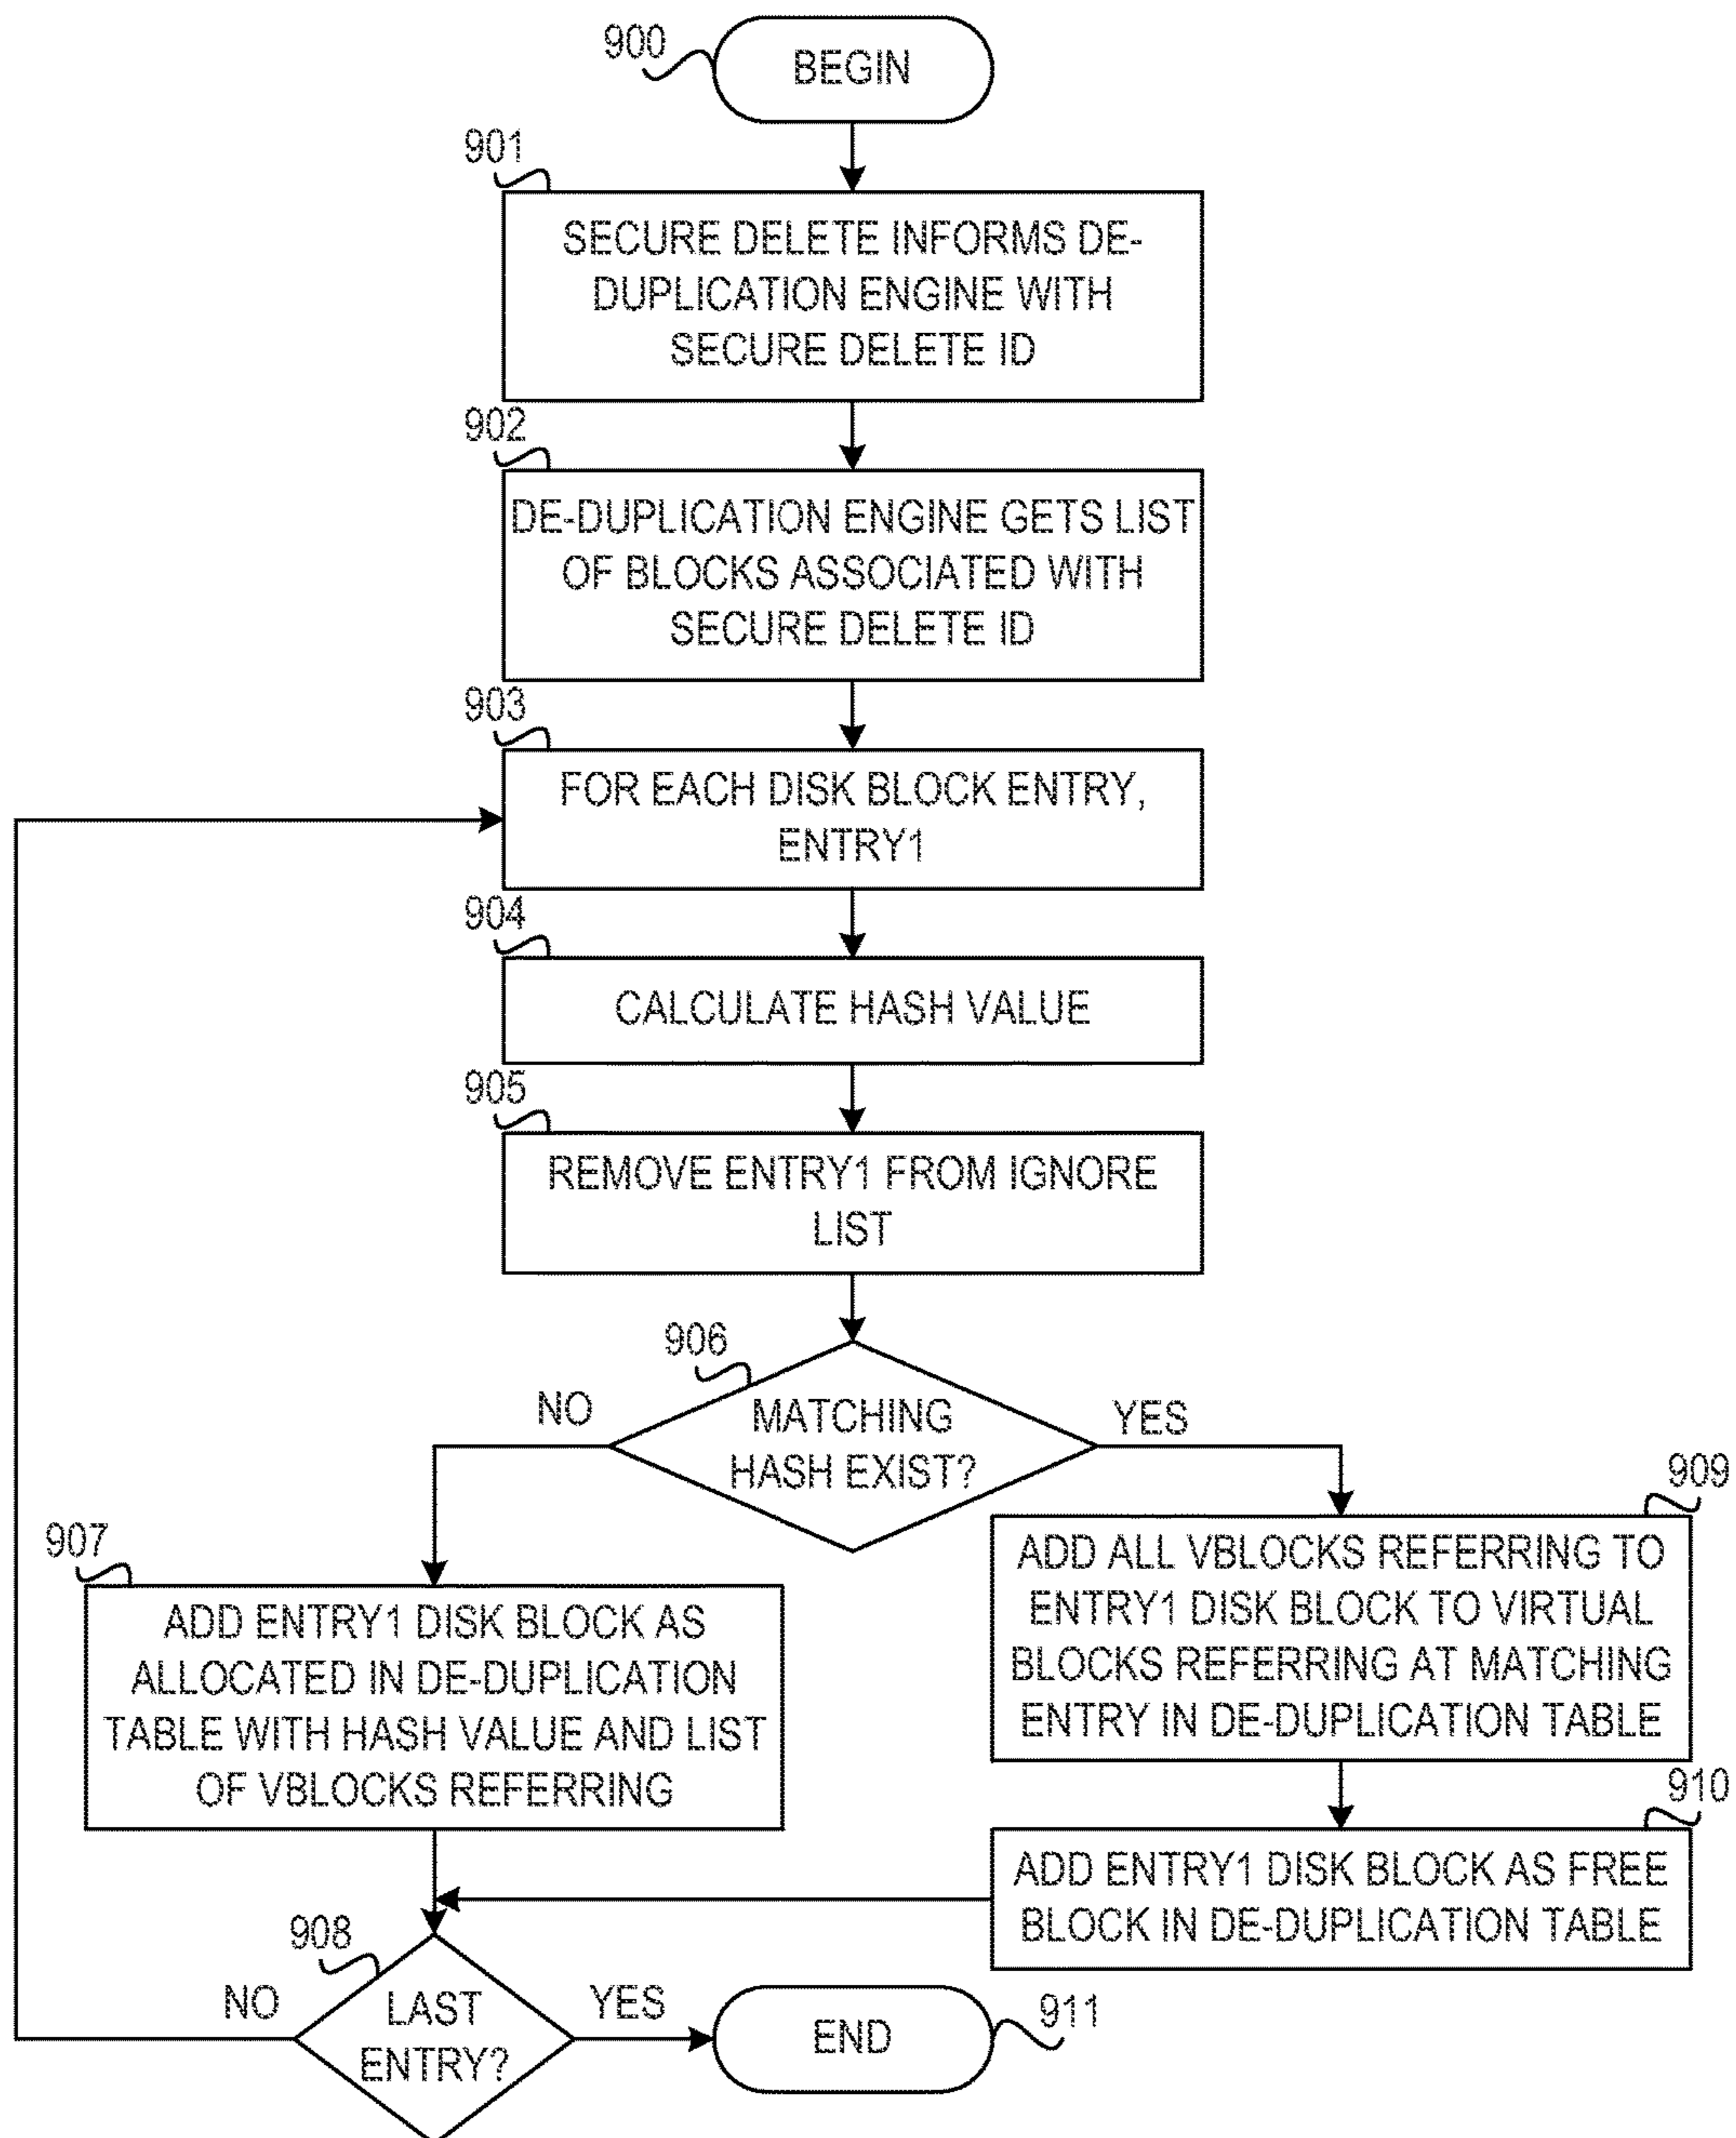 900
BEGIN
901
SECURE DELETE INFORMS DE-
DUPLICATION ENGINE WITH
SECURE DELETE ID
902
DE-DUPLICATION ENGINE GETS LIST
OF BLOCKS ASSOCIATED WITH
SECURE DELETE ID
903
FOR EACH DISK BLOCK ENTRY,
ENTRY1
904
CALCULATE HASH VALUE
905
REMOVE ENTRY1 FROM IGNORE
LIST
906
MATCHING
HASH EXIST?
NO
YES
907
ADD ENTRY1 DISK BLOCK AS
ALLOCATED IN DE-DUPLICATION
TABLE WITH HASH VALUE AND LIST
OF VBLOCKS REFERRING
909
ADD ALL VBLOCKS REFERRING TO
ENTRY1 DISK BLOCK TO VIRTUAL
BLOCKS REFERRING AT MATCHING
ENTRY IN DE-DUPLICATION TABLE
910
ADD ENTRY1 DISK BLOCK AS FREE
BLOCK IN DE-DUPLICATION TABLE
908
LAST
ENTRY?
NO
YES
END
911